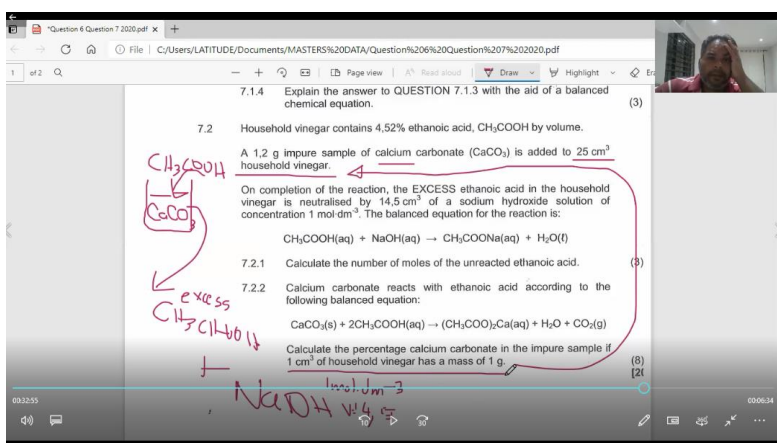 *Question 6 Question 7 2020.pdf
File
C:/Users/LATITUDE/Documents/MASTERS%20DATA/Question%206%20Question%207%202020.pdf
1 of 2
Page view
Read aloud
Draw
Highlight
7.1.4 Explain the answer to QUESTION 7.1.3 with the aid of a balanced
chemical equation. (3)
7.2 Household vinegar contains 4,52% ethanoic acid, CH₃COOH by volume.
A 1,2 g impure sample of calcium carbonate (CaCO₃) is added to 25 cm³
household vinegar.
CH3COOH
CaCO3
On completion of the reaction, the EXCESS ethanoic acid in the household
vinegar is neutralised by 14,5 cm³ of a sodium hydroxide solution of
concentration 1 mol·dm⁻³. The balanced equation for the reaction is:
CH₃COOH(aq) + NaOH(aq) → CH₃COONa(aq) + H₂O(ℓ)
7.2.1 Calculate the number of moles of the unreacted ethanoic acid. (3)
7.2.2 Calcium carbonate reacts with ethanoic acid according to the
following balanced equation:
excess
CaCO₃(s) + 2CH₃COOH(aq) → (CH₃COO)₂Ca(aq) + H₂O + CO₂(g)
Calculate the percentage calcium carbonate in the impure sample if
1 cm³ of household vinegar has a mass of 1 g. (8)
+
NaOH
1mol.dm-3
00:32:55
00:06:34
10
30